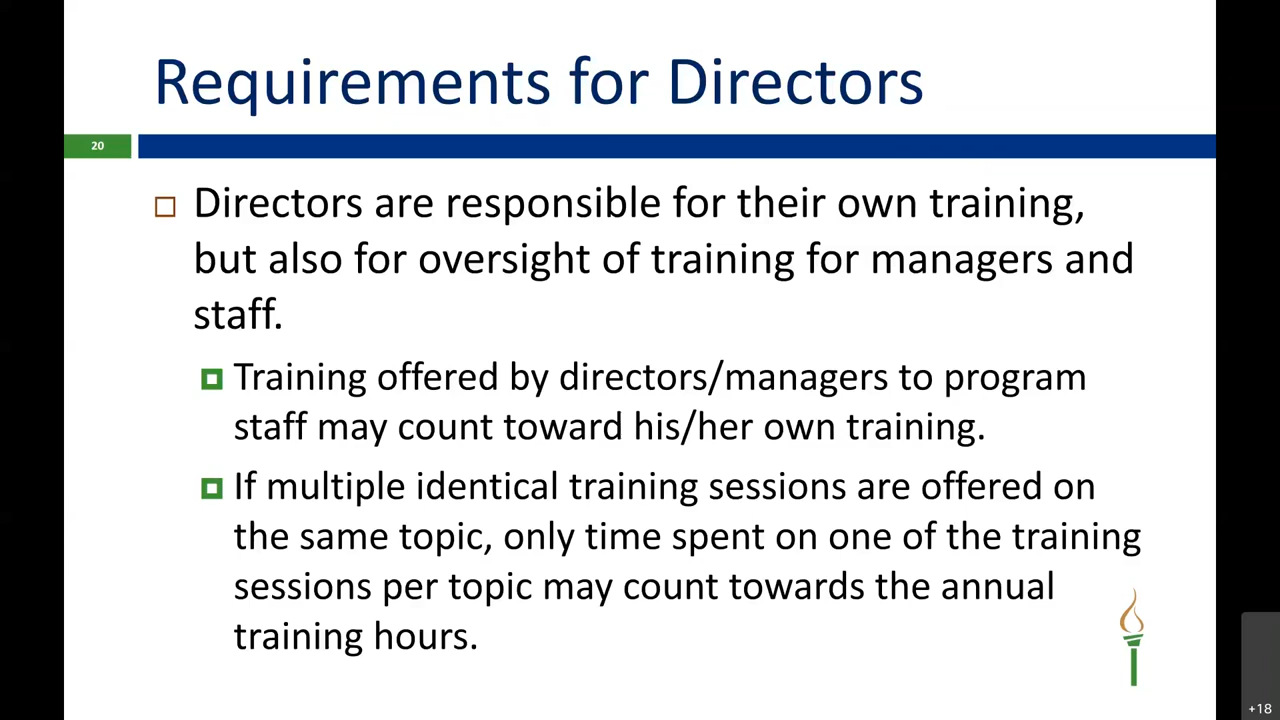 Requirements for Directors
20
Directors are responsible for their own training,
but also for oversight of training for managers and
staff.
Training offered by directors/managers to program
staff may count toward his/her own training.
If multiple identical training sessions are offered on
the same topic, only time spent on one of the training
sessions per topic may count towards the annual
training hours.
+18